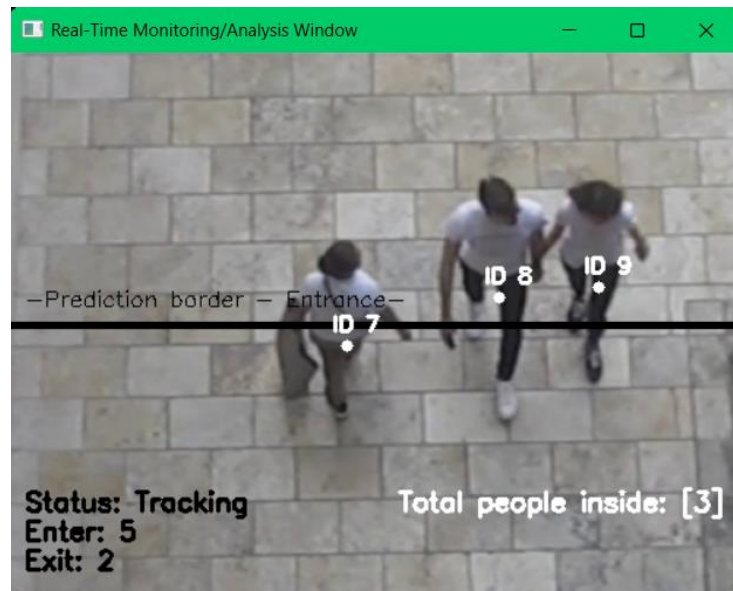 Real-Time Monitoring/Analysis Window
ID 8
ID 9
-Prediction border - Entrance-
ID 7
Status: Tracking
Total people inside: [3]
Enter: 5
Exit: 2